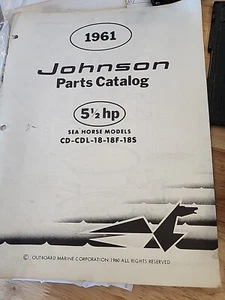 1961
Johnson
Parts Catalog
5½ hp
SEA HORSE MODELS
CD-CDL-18-18F-18S
© OUTBOARD MARINE CORPORATION 1960 ALL RIGHTS RESERVED